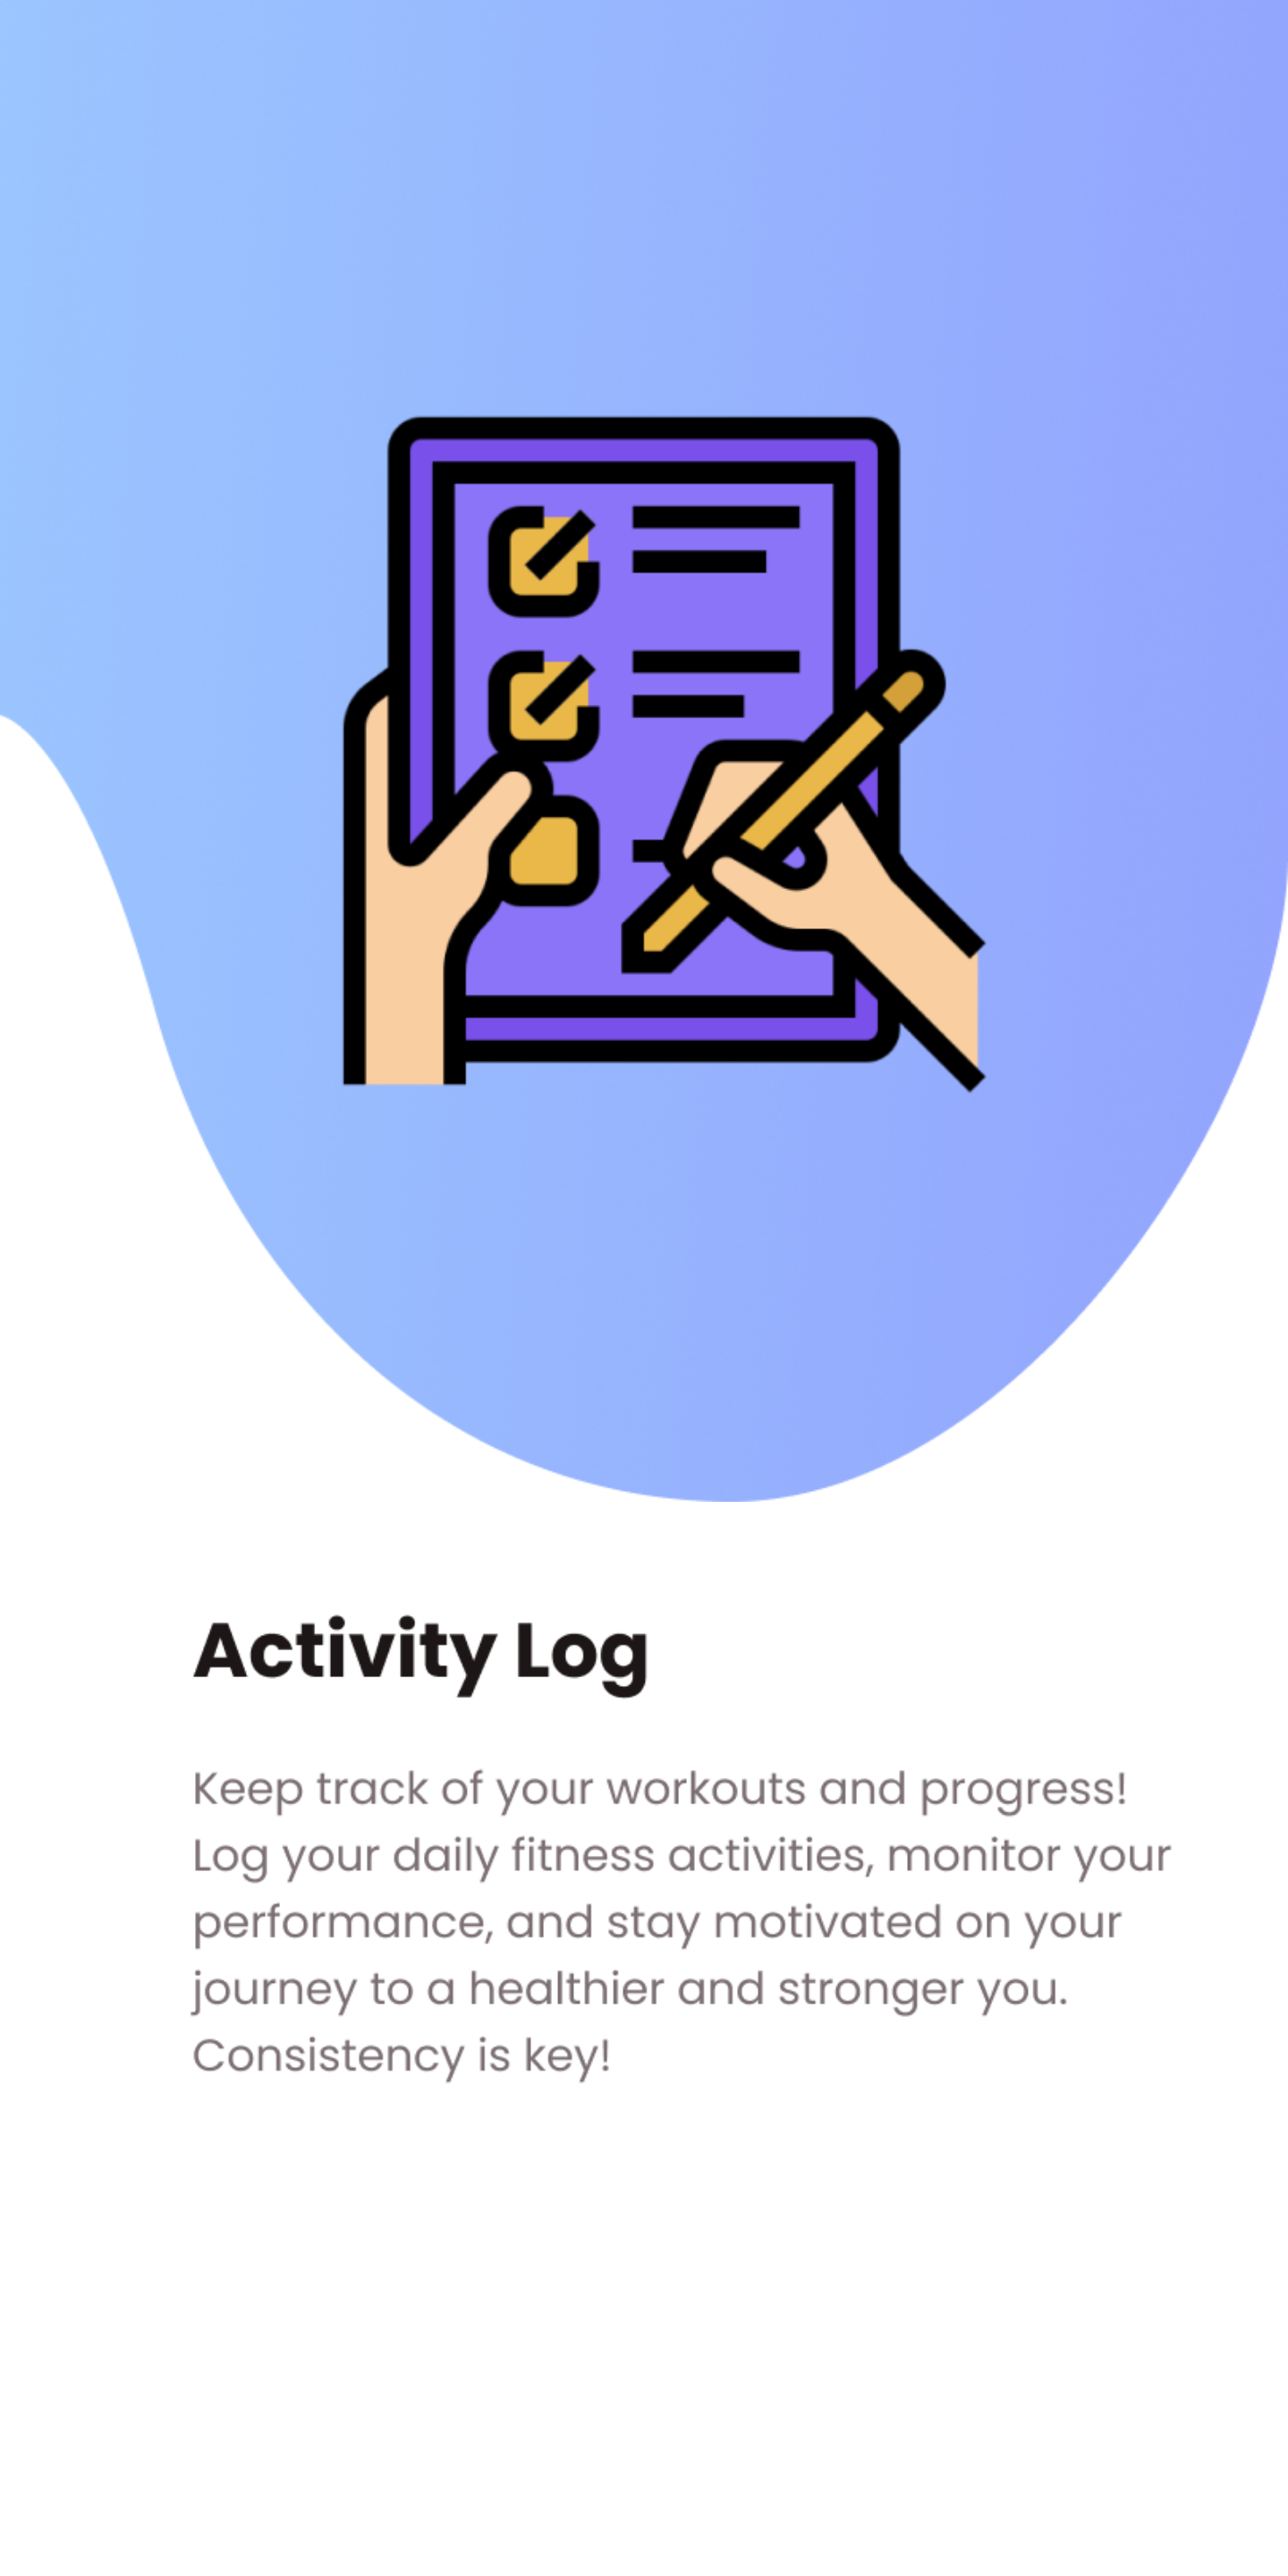 Activity Log
Keep track of your workouts and progress!
Log your daily fitness activities, monitor your
performance, and stay motivated on your
journey to a healthier and stronger you.
Consistency is key!